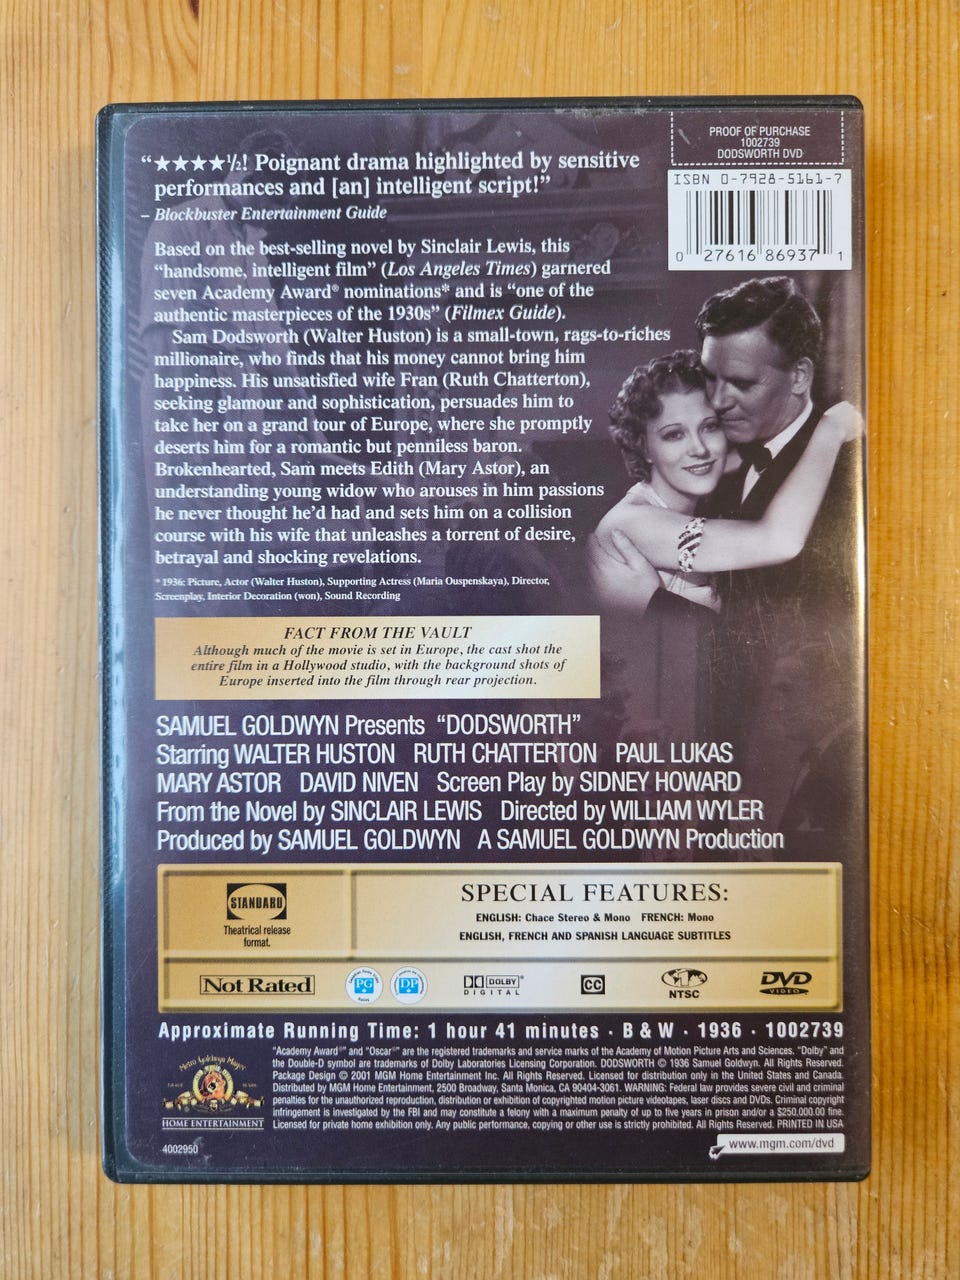 PROOF OF PURCHASE
1002739
DODSWORTH DVD
ISBN 0-7928-5161-7
0 27616 86937 1
“★★★★½! Poignant drama highlighted by sensitive
performances and [an] intelligent script!”
– Blockbuster Entertainment Guide
Based on the best-selling novel by Sinclair Lewis, this
“handsome, intelligent film” (Los Angeles Times) garnered
seven Academy Award® nominations* and is “one of the
authentic masterpieces of the 1930s” (Filmex Guide).
Sam Dodsworth (Walter Huston) is a small-town, rags-to-riches
millionaire, who finds that his money cannot bring him
happiness. His unsatisfied wife Fran (Ruth Chatterton),
seeking glamour and sophistication, persuades him to
take her on a grand tour of Europe, where she promptly
deserts him for a romantic but penniless baron.
Brokenhearted, Sam meets Edith (Mary Astor), an
understanding young widow who arouses in him passions
he never thought he’d had and sets him on a collision
course with his wife that unleashes a torrent of desire,
betrayal and shocking revelations.
* 1936: Picture, Actor (Walter Huston), Supporting Actress (Maria Ouspenskaya), Director,
Screenplay, Interior Decoration (won), Sound Recording
FACT FROM THE VAULT
Although much of the movie is set in Europe, the cast shot the
entire film in a Hollywood studio, with the background shots of
Europe inserted into the film through rear projection.
SAMUEL GOLDWYN Presents “DODSWORTH”
Starring WALTER HUSTON RUTH CHATTERTON PAUL LUKAS
MARY ASTOR DAVID NIVEN Screen Play by SIDNEY HOWARD
From the Novel by SINCLAIR LEWIS Directed by WILLIAM WYLER
Produced by SAMUEL GOLDWYN A SAMUEL GOLDWYN Production
STANDARD
Theatrical release
format.
SPECIAL FEATURES:
ENGLISH: Chace Stereo & Mono FRENCH: Mono
ENGLISH, FRENCH AND SPANISH LANGUAGE SUBTITLES
Not Rated
PG
DP
DOLBY
DIGITAL
CC
NTSC
DVD
VIDEO
Approximate Running Time: 1 hour 41 minutes · B & W · 1936 · 1002739
Metro Goldwyn Mayer
HOME ENTERTAINMENT
"Academy Award®" and "Oscar®" are the registered trademarks and service marks of the Academy of Motion Picture Arts and Sciences. "Dolby" and
the Double-D symbol are trademarks of Dolby Laboratories Licensing Corporation. DODSWORTH © 1936 Samuel Goldwyn. All Rights Reserved.
Package Design © 2001 MGM Home Entertainment Inc. All Rights Reserved. Licensed for distribution only in the United States and Canada.
Distributed by MGM Home Entertainment, 2500 Broadway, Santa Monica, CA 90404-3061. WARNING: Federal law provides severe civil and criminal
penalties for the unauthorized reproduction, distribution or exhibition of copyrighted motion picture videotapes, laser discs and DVDs. Criminal copyright
infringement is investigated by the FBI and may constitute a felony with a maximum penalty of up to five years in prison and/or a $250,000.00 fine.
Licensed for private home exhibition only. Any public performance, copying or other use is strictly prohibited. All Rights Reserved. PRINTED IN USA
4002950
www.mgm.com/dvd